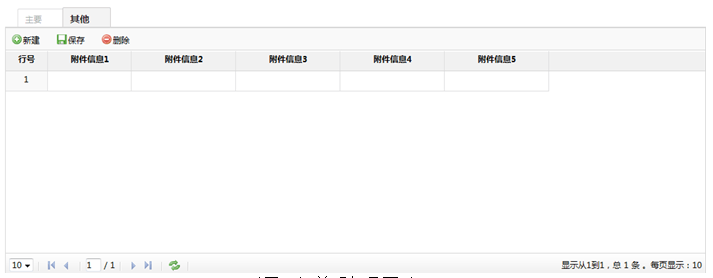 主要 其他
新建 保存 删除
行号 附件信息1 附件信息2 附件信息3 附件信息4 附件信息5
1
10 1 / 1 显示从1到1，总 1 条 。每页显示：10